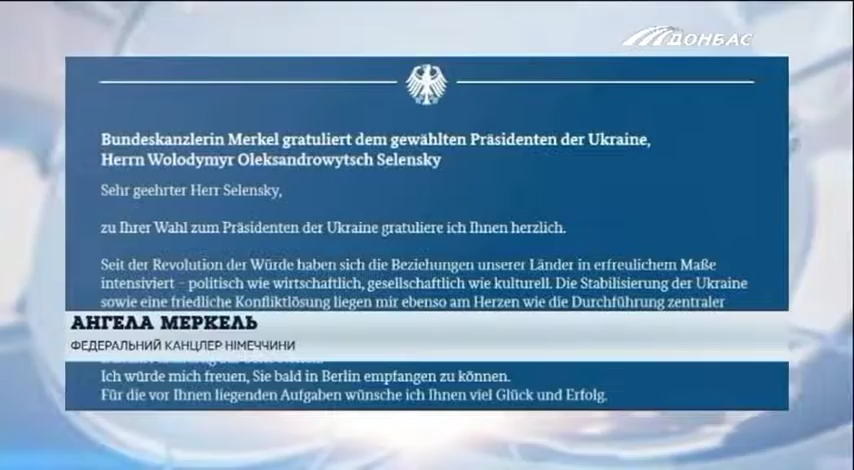 ДОНБАС
Bundeskanzlerin Merkel gratuliert dem gewählten Präsidenten der Ukraine,
Herrn Wolodymyr Oleksandrowytsch Selensky
Sehr geehrter Herr Selensky,
zu Ihrer Wahl zum Präsidenten der Ukraine gratuliere ich Ihnen herzlich.
Seit der Revolution der Würde haben sich die Beziehungen unserer Länder in erfreulichem Maße
intensiviert – politisch wie wirtschaftlich, gesellschaftlich wie kulturell. Die Stabilisierung der Ukraine
sowie eine friedliche Konfliktlösung liegen mir ebenso am Herzen wie die Durchführung zentraler
АНГЕЛА МЕРКЕЛЬ
ФЕДЕРАЛЬНИЙ КАНЦЛЕР НІМЕЧЧИНИ
Ich würde mich freuen, Sie bald in Berlin empfangen zu können.
Für die vor Ihnen liegenden Aufgaben wünsche ich Ihnen viel Glück und Erfolg.